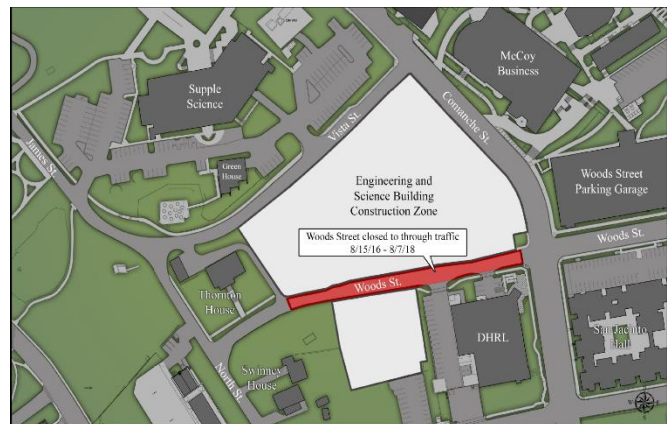 Supple
Science
McCoy
Business
Vista St.
Comanche St.
James St.
Green
House
Engineering and
Science Building
Construction Zone
Woods Street
Parking Garage
Woods Street closed to through traffic
8/15/16 - 8/7/18
Woods St.
Woods St.
Thornton
House
DHRL
San Jacinto
Hall
Swinney
House
North St.